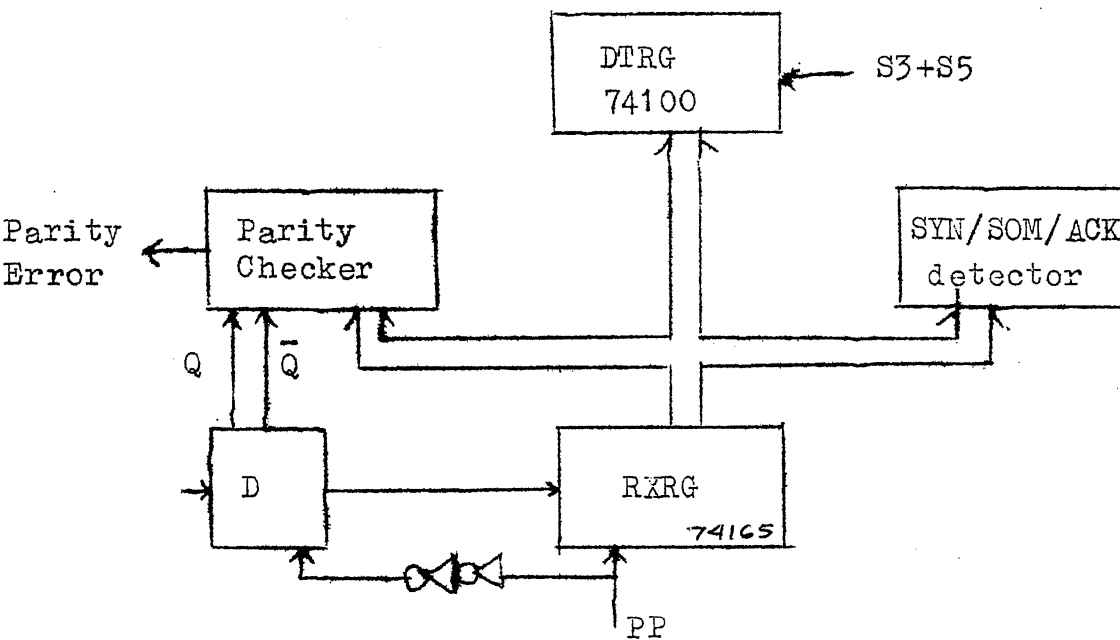 DTRG
74100
S3+S5
Parity
Error
Parity
Checker
SYN/SOM/ACK
detector
Q
Q̅
D
RXRG
74165
PP